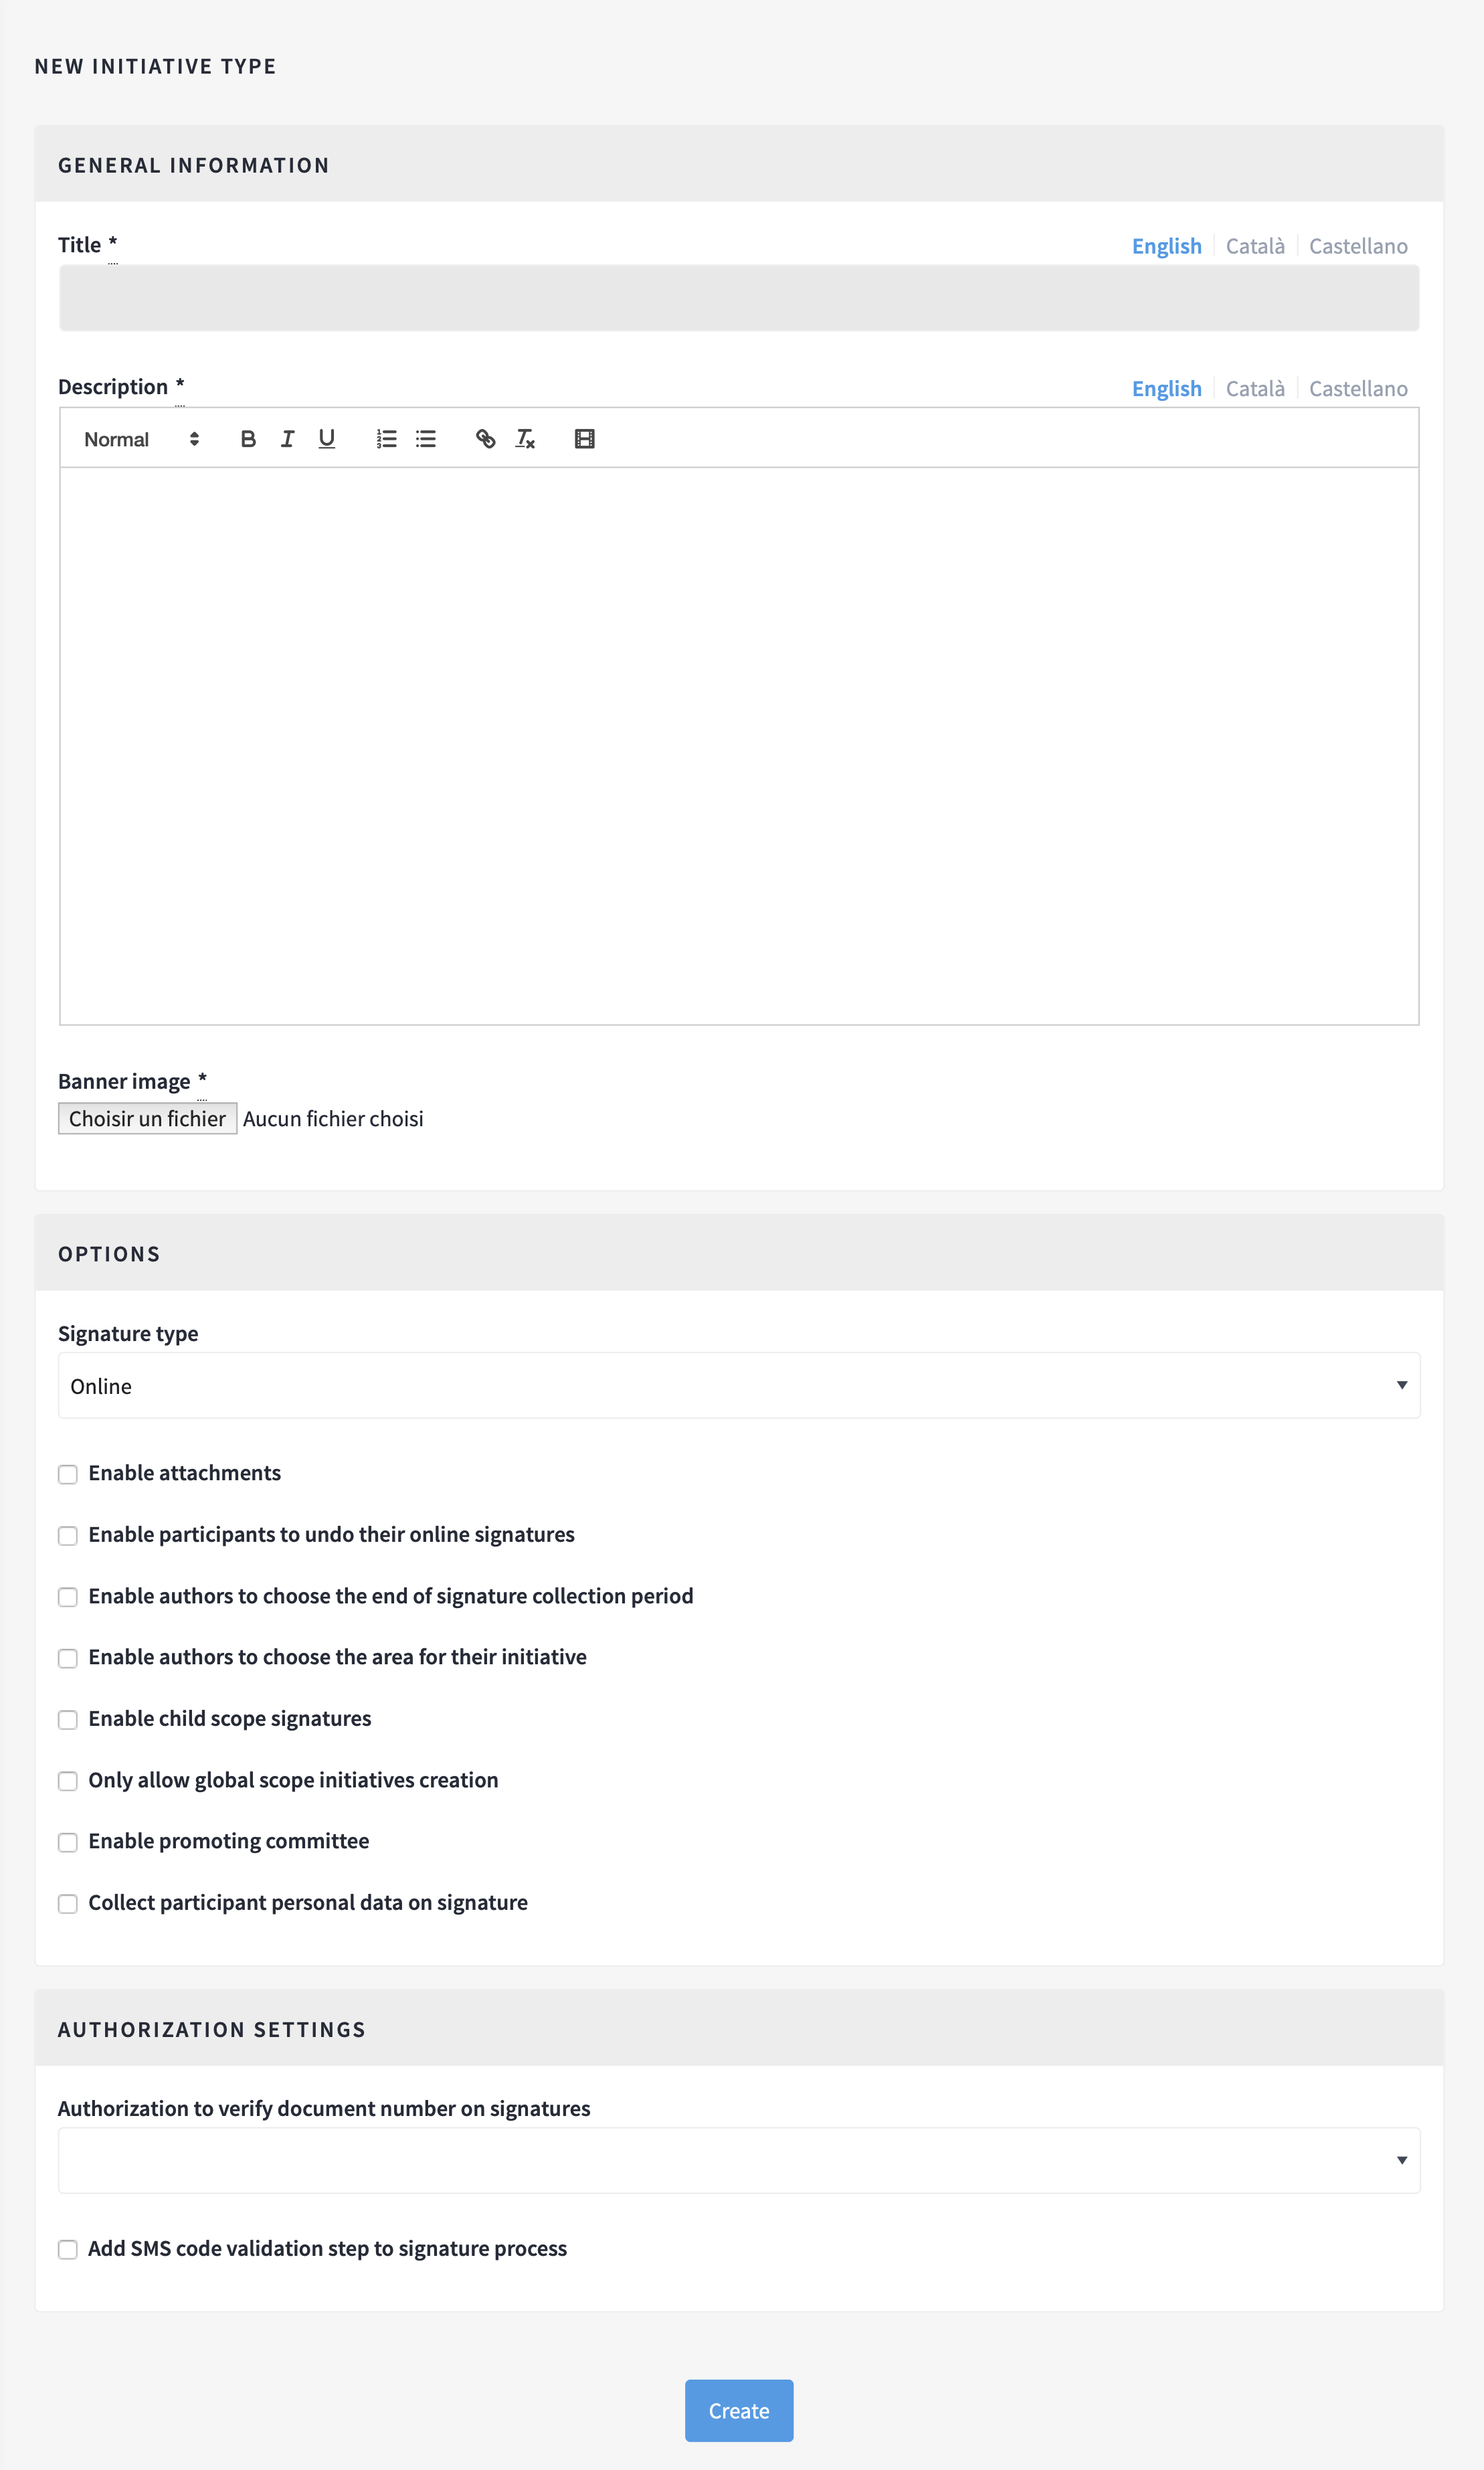 NEW INITIATIVE TYPE
GENERAL INFORMATION
Title * English Català Castellano
Description * English Català Castellano
Normal B I U
Banner image *
Choisir un fichier Aucun fichier choisi
OPTIONS
Signature type
Online
Enable attachments
Enable participants to undo their online signatures
Enable authors to choose the end of signature collection period
Enable authors to choose the area for their initiative
Enable child scope signatures
Only allow global scope initiatives creation
Enable promoting committee
Collect participant personal data on signature
AUTHORIZATION SETTINGS
Authorization to verify document number on signatures
Add SMS code validation step to signature process
Create